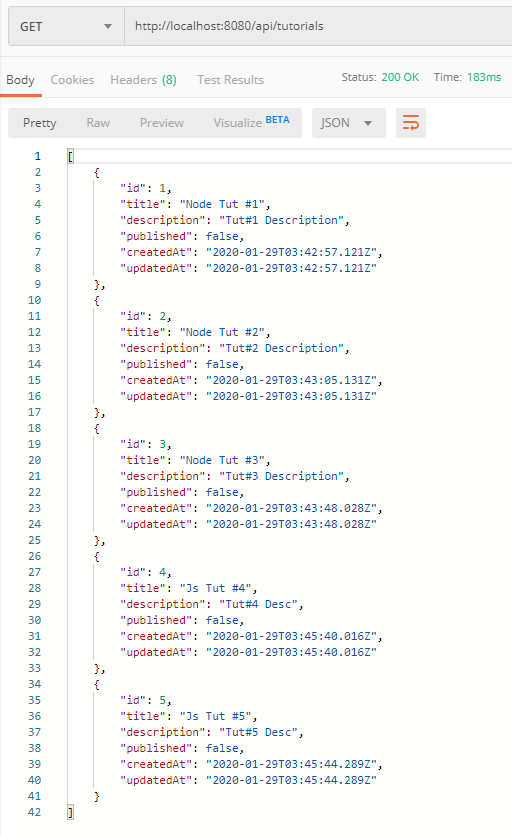 GET http://localhost:8080/api/tutorials
Body Cookies Headers (8) Test Results Status: 200 OK Time: 183ms
Pretty Raw Preview Visualize BETA JSON
1 [
2 {
3 "id": 1,
4 "title": "Node Tut #1",
5 "description": "Tut#1 Description",
6 "published": false,
7 "createdAt": "2020-01-29T03:42:57.121Z",
8 "updatedAt": "2020-01-29T03:42:57.121Z"
9 },
10 {
11 "id": 2,
12 "title": "Node Tut #2",
13 "description": "Tut#2 Description",
14 "published": false,
15 "createdAt": "2020-01-29T03:43:05.131Z",
16 "updatedAt": "2020-01-29T03:43:05.131Z"
17 },
18 {
19 "id": 3,
20 "title": "Node Tut #3",
21 "description": "Tut#3 Description",
22 "published": false,
23 "createdAt": "2020-01-29T03:43:48.028Z",
24 "updatedAt": "2020-01-29T03:43:48.028Z"
25 },
26 {
27 "id": 4,
28 "title": "Js Tut #4",
29 "description": "Tut#4 Desc",
30 "published": false,
31 "createdAt": "2020-01-29T03:45:40.016Z",
32 "updatedAt": "2020-01-29T03:45:40.016Z"
33 },
34 {
35 "id": 5,
36 "title": "Js Tut #5",
37 "description": "Tut#5 Desc",
38 "published": false,
39 "createdAt": "2020-01-29T03:45:44.289Z",
40 "updatedAt": "2020-01-29T03:45:44.289Z"
41 }
42 ]